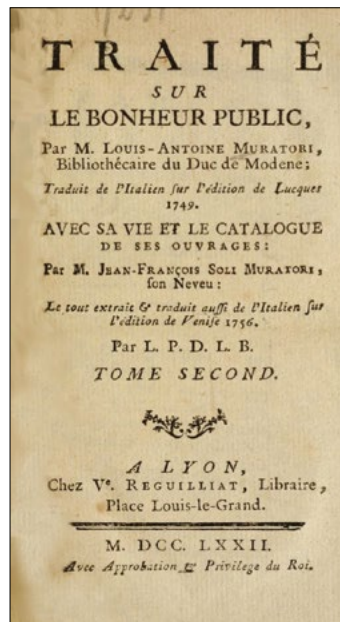 TRAITÉ
SUR
LE BONHEUR PUBLIC,
Par M. LOUIS-ANTOINE MURATORI,
Bibliothécaire du Duc de Modene;
Traduit de l'Italien sur l'édition de Lucques
1749.
AVEC SA VIE ET LE CATALOGUE
DE SES OUVRAGES:
Par M. JEAN-FRANÇOIS SOLI MURATORI,
son Neveu:
Le tout extrait & traduit aussi de l'Italien sur
l'édition de Venise 1756.
Par L. P. D. L. B.
TOME SECOND.
A LYON,
Chez Ve. REGUILLIAT, Libraire,
Place Louis-le-Grand.
M. DCC. LXXII.
Avec Approbation & Privilege du Roi.